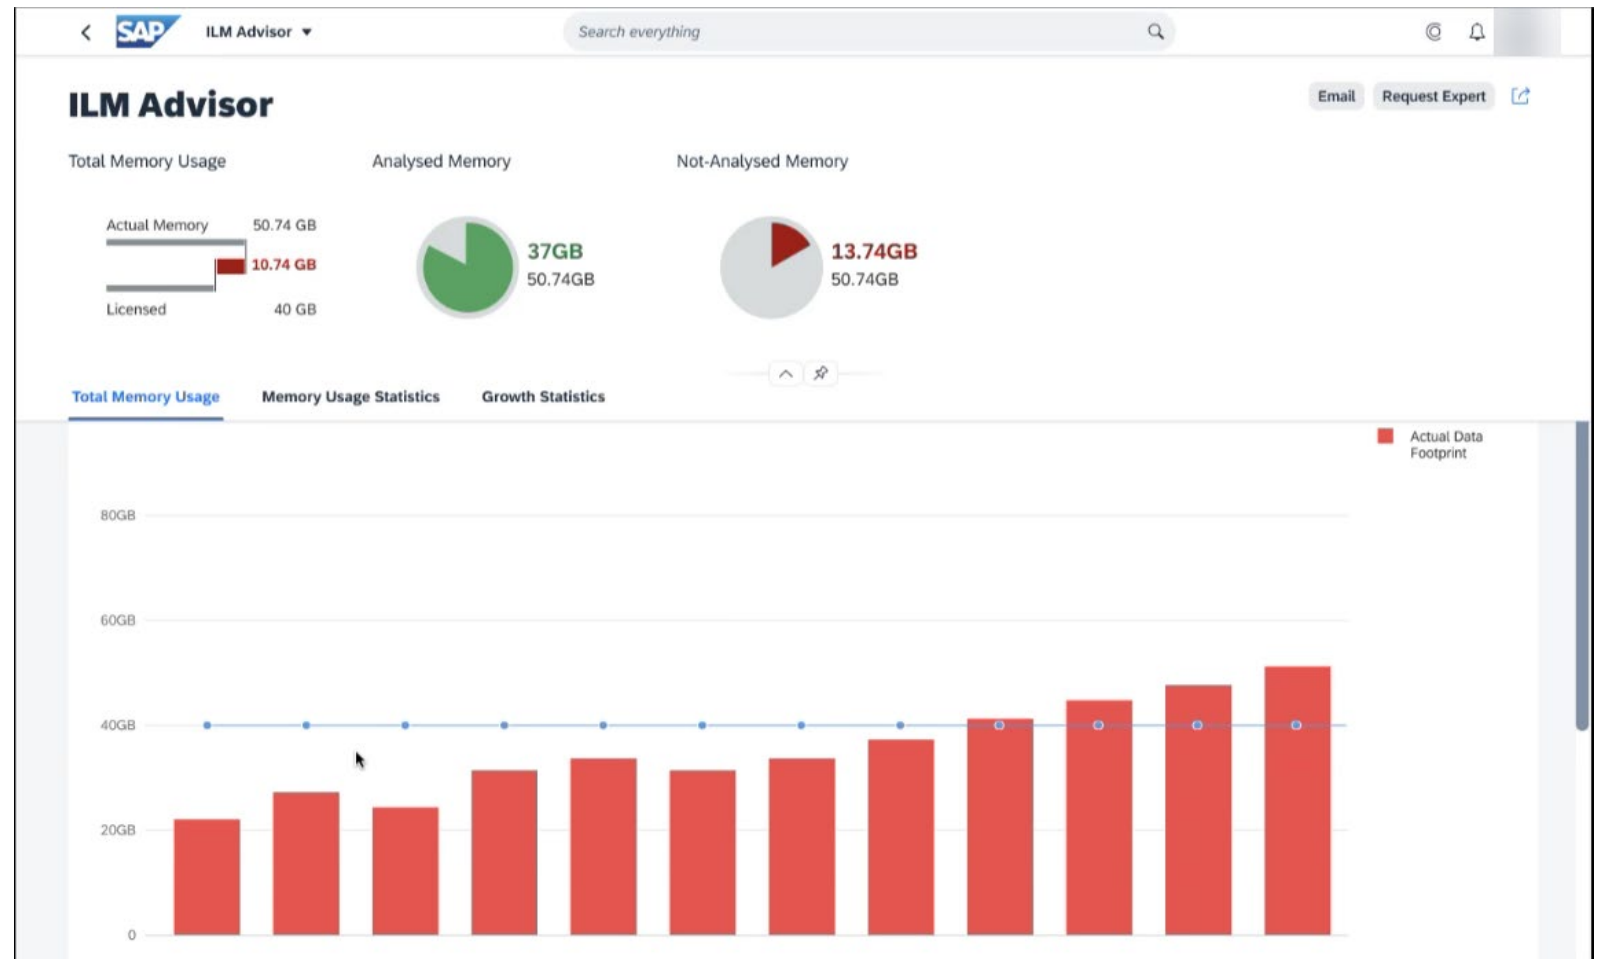 SAP ILM Advisor Search everything
ILM Advisor
Email Request Expert
Total Memory Usage Analysed Memory Not-Analysed Memory
Actual Memory 50.74 GB
10.74 GB
Licensed 40 GB
37GB
50.74GB
13.74GB
50.74GB
Total Memory Usage Memory Usage Statistics Growth Statistics
Actual Data
Footprint
80GB
60GB
40GB
20GB
0